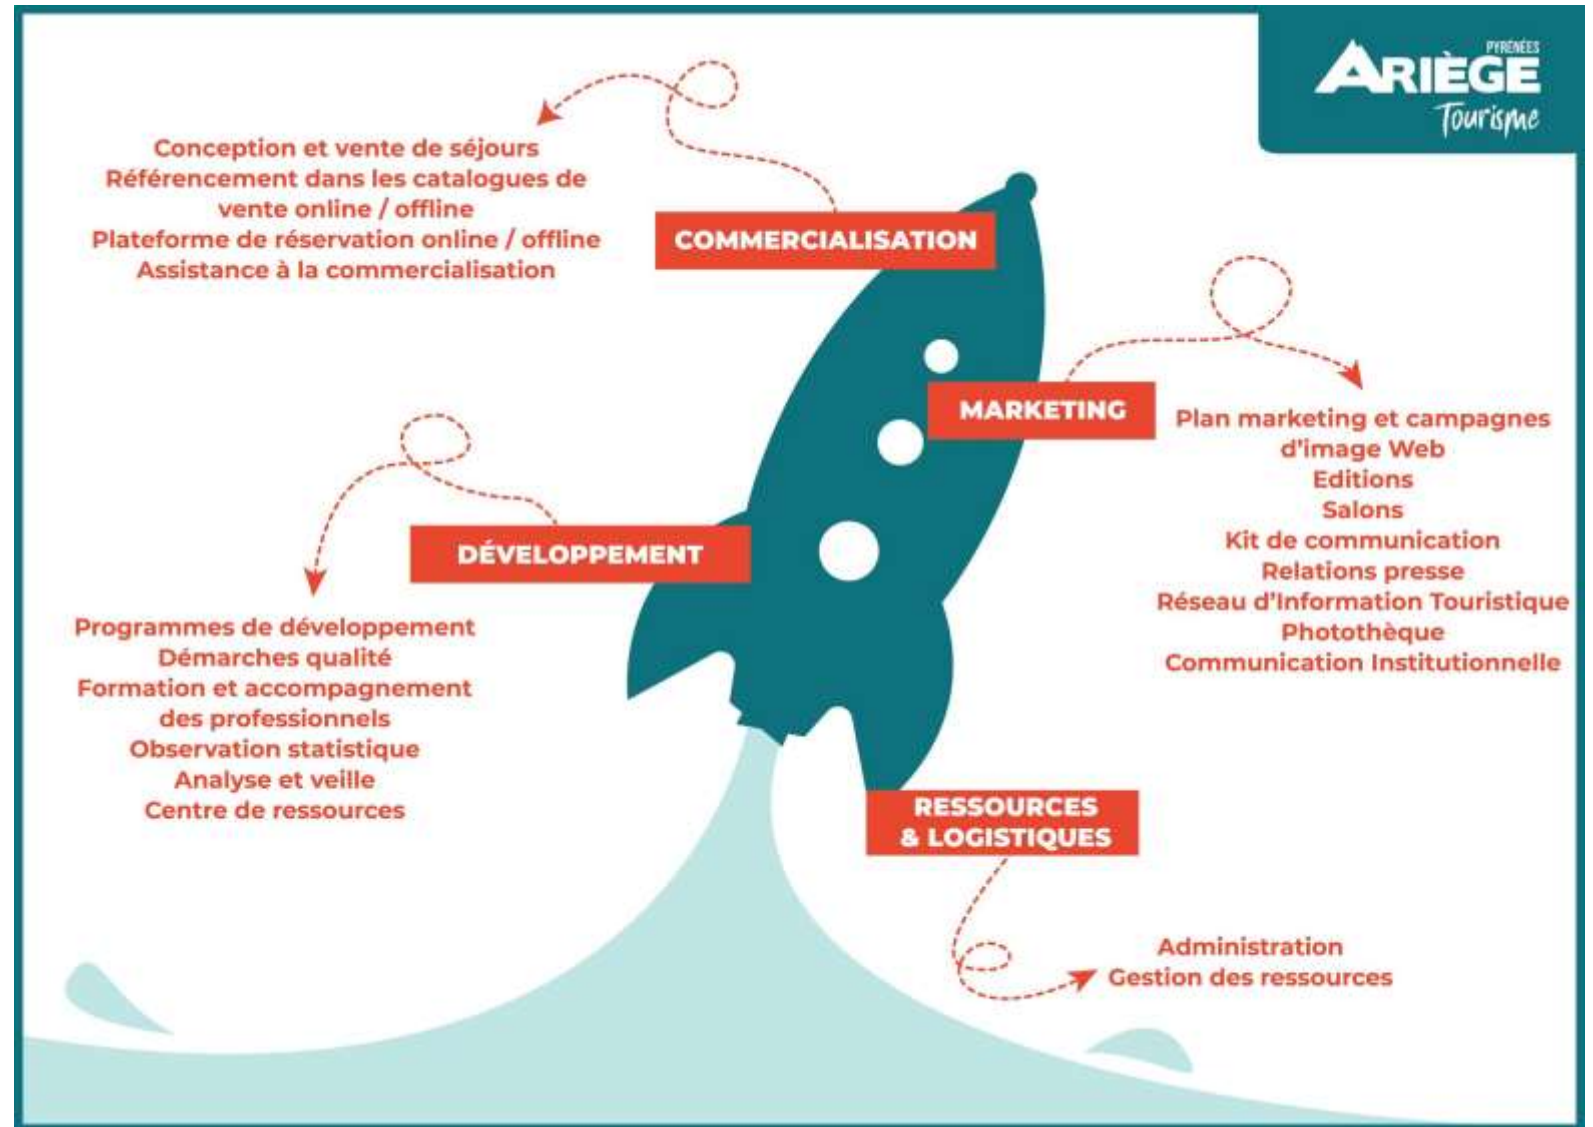 PYRÉNÉES
ARIÈGE
Tourisme
Conception et vente de séjours
Référencement dans les catalogues de
vente online / offline
Plateforme de réservation online / offline
Assistance à la commercialisation
COMMERCIALISATION
MARKETING
Plan marketing et campagnes
d'image Web
Editions
Salons
Kit de communication
Relations presse
Réseau d'Information Touristique
Photothèque
Communication Institutionnelle
DÉVELOPPEMENT
Programmes de développement
Démarches qualité
Formation et accompagnement
des professionnels
Observation statistique
Analyse et veille
Centre de ressources
RESSOURCES
& LOGISTIQUES
Administration
Gestion des ressources